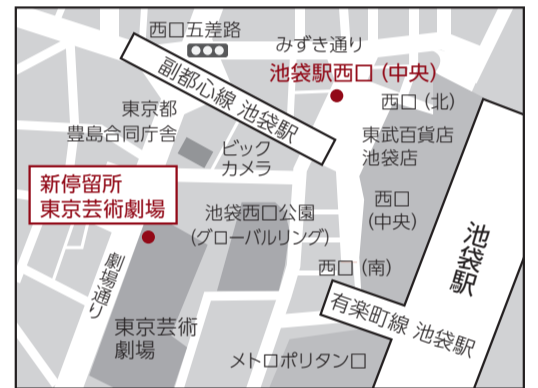 西口五差路
みずき通り
副都心線 池袋駅
池袋駅西口（中央）
西口（北）
東京都
豊島合同庁舎
ビック
カメラ
東武百貨店
池袋店
新停留所
東京芸術劇場
池袋西口公園
（グローバルリング）
西口
（中央）
池袋駅
劇場通り
西口（南）
有楽町線 池袋駅
東京芸術
劇場
メトロポリタン口